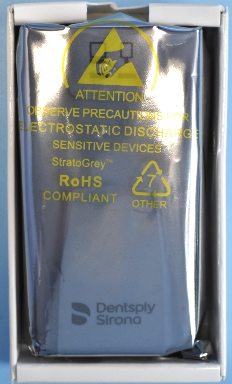 ATTENTION
OBSERVE PRECAUTIONS FOR
ELECTROSTATIC DISCHARGE
SENSITIVE DEVICES
StratoGrey™
RoHS
COMPLIANT
7
OTHER
Dentsply
Sirona